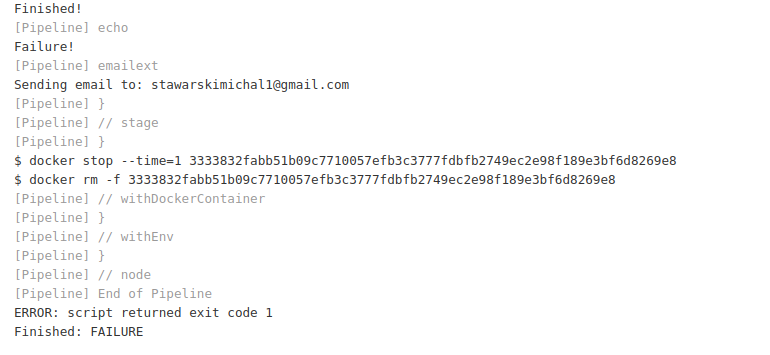 Finished!
[Pipeline] echo
Failure!
[Pipeline] emailext
Sending email to: stawarskimichal1@gmail.com
[Pipeline] }
[Pipeline] // stage
[Pipeline] }
$ docker stop --time=1 3333832fabb51b09c7710057efb3c3777fdbfb2749ec2e98f189e3bf6d8269e8
$ docker rm -f 3333832fabb51b09c7710057efb3c3777fdbfb2749ec2e98f189e3bf6d8269e8
[Pipeline] // withDockerContainer
[Pipeline] }
[Pipeline] // withEnv
[Pipeline] }
[Pipeline] // node
[Pipeline] End of Pipeline
ERROR: script returned exit code 1
Finished: FAILURE